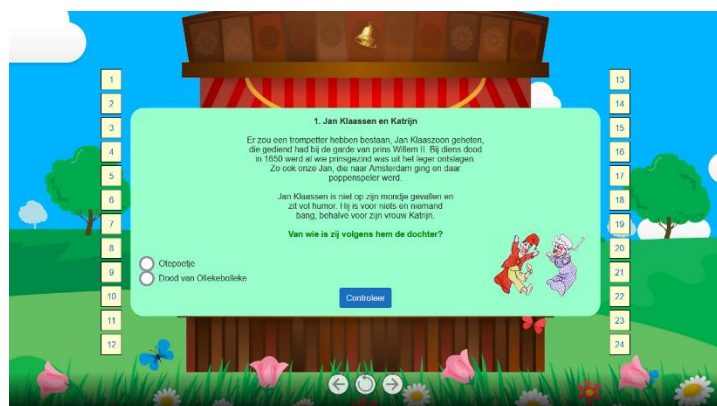 1. Jan Klaassen en Katrijn
Er zou een trompetter hebben bestaan, Jan Klaaszoon geheten,
die gediend had bij de garde van prins Willem II. Bij diens dood
in 1650 werd al wie prinsgezind was uit het leger ontslagen.
Zo ook onze Jan, die naar Amsterdam ging en daar
poppenspeler werd.
Jan Klaassen is niet op zijn mondje gevallen en
zit vol humor. Hij is voor niets en niemand
bang, behalve voor zijn vrouw Katrijn.
Van wie is zij volgens hem de dochter?
Otepoetje
Dood van Oliekebolleke
Controleer
1
2
3
4
5
6
7
8
9
10
11
12
13
14
15
16
17
18
19
20
21
22
23
24